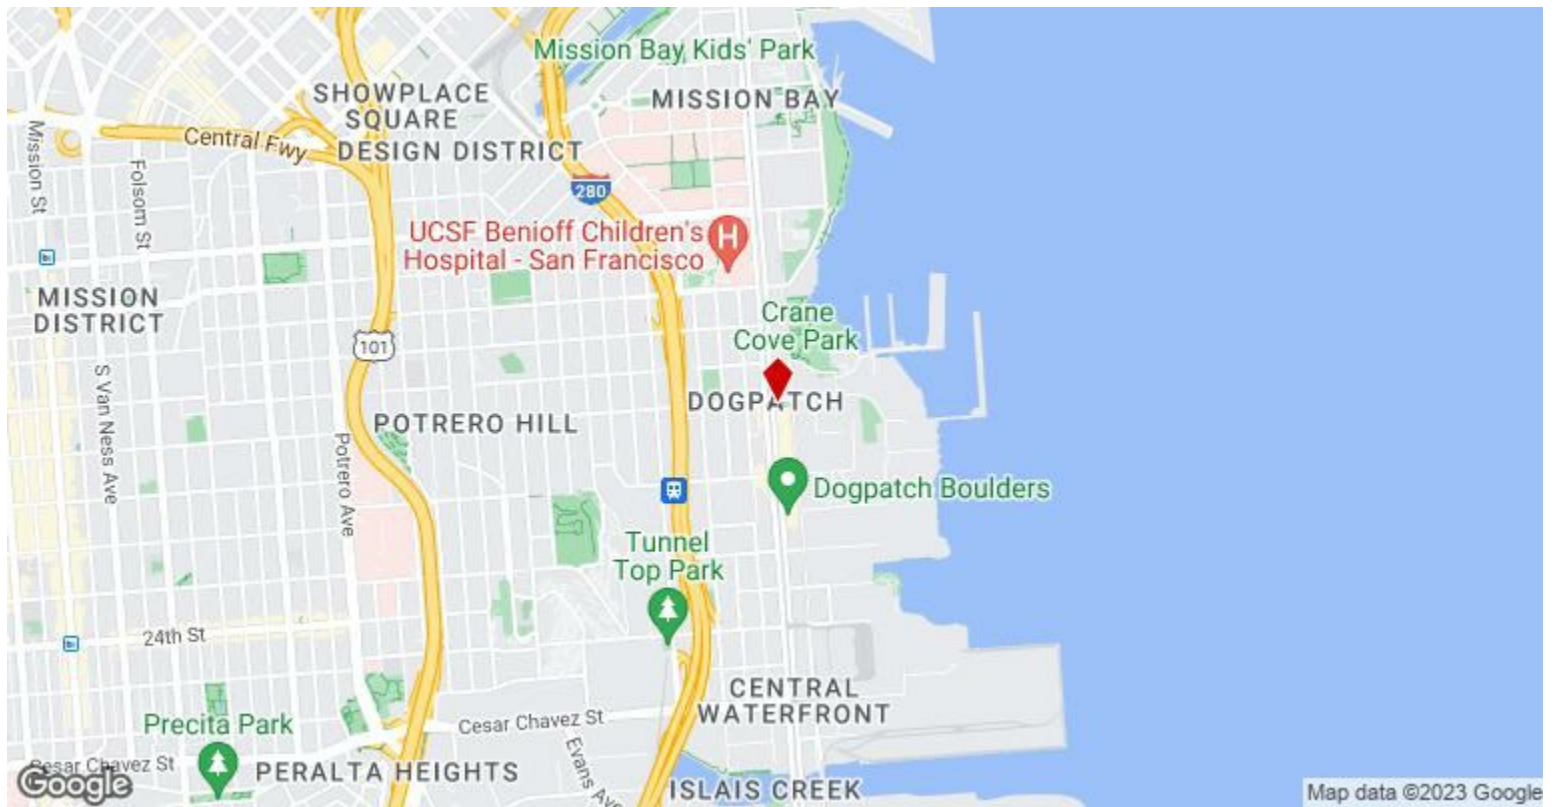 Mission Bay Kids' Park
SHOWPLACE
SQUARE
MISSION BAY
Central Fwy
DESIGN DISTRICT
Mission St
Folsom St
280
UCSF Benioff Children's
Hospital - San Francisco
H
MISSION
DISTRICT
Crane
Cove Park
101
S Van Ness Ave
DOGPATCH
POTRERO HILL
Potrero Ave
Dogpatch Boulders
Tunnel
Top Park
24th St
CENTRAL
WATERFRONT
Precita Park
Cesar Chavez St
Cesar Chavez St
Evans Ave
PERALTA HEIGHTS
ISLAIS CREEK
Google
Map data ©2023 Google